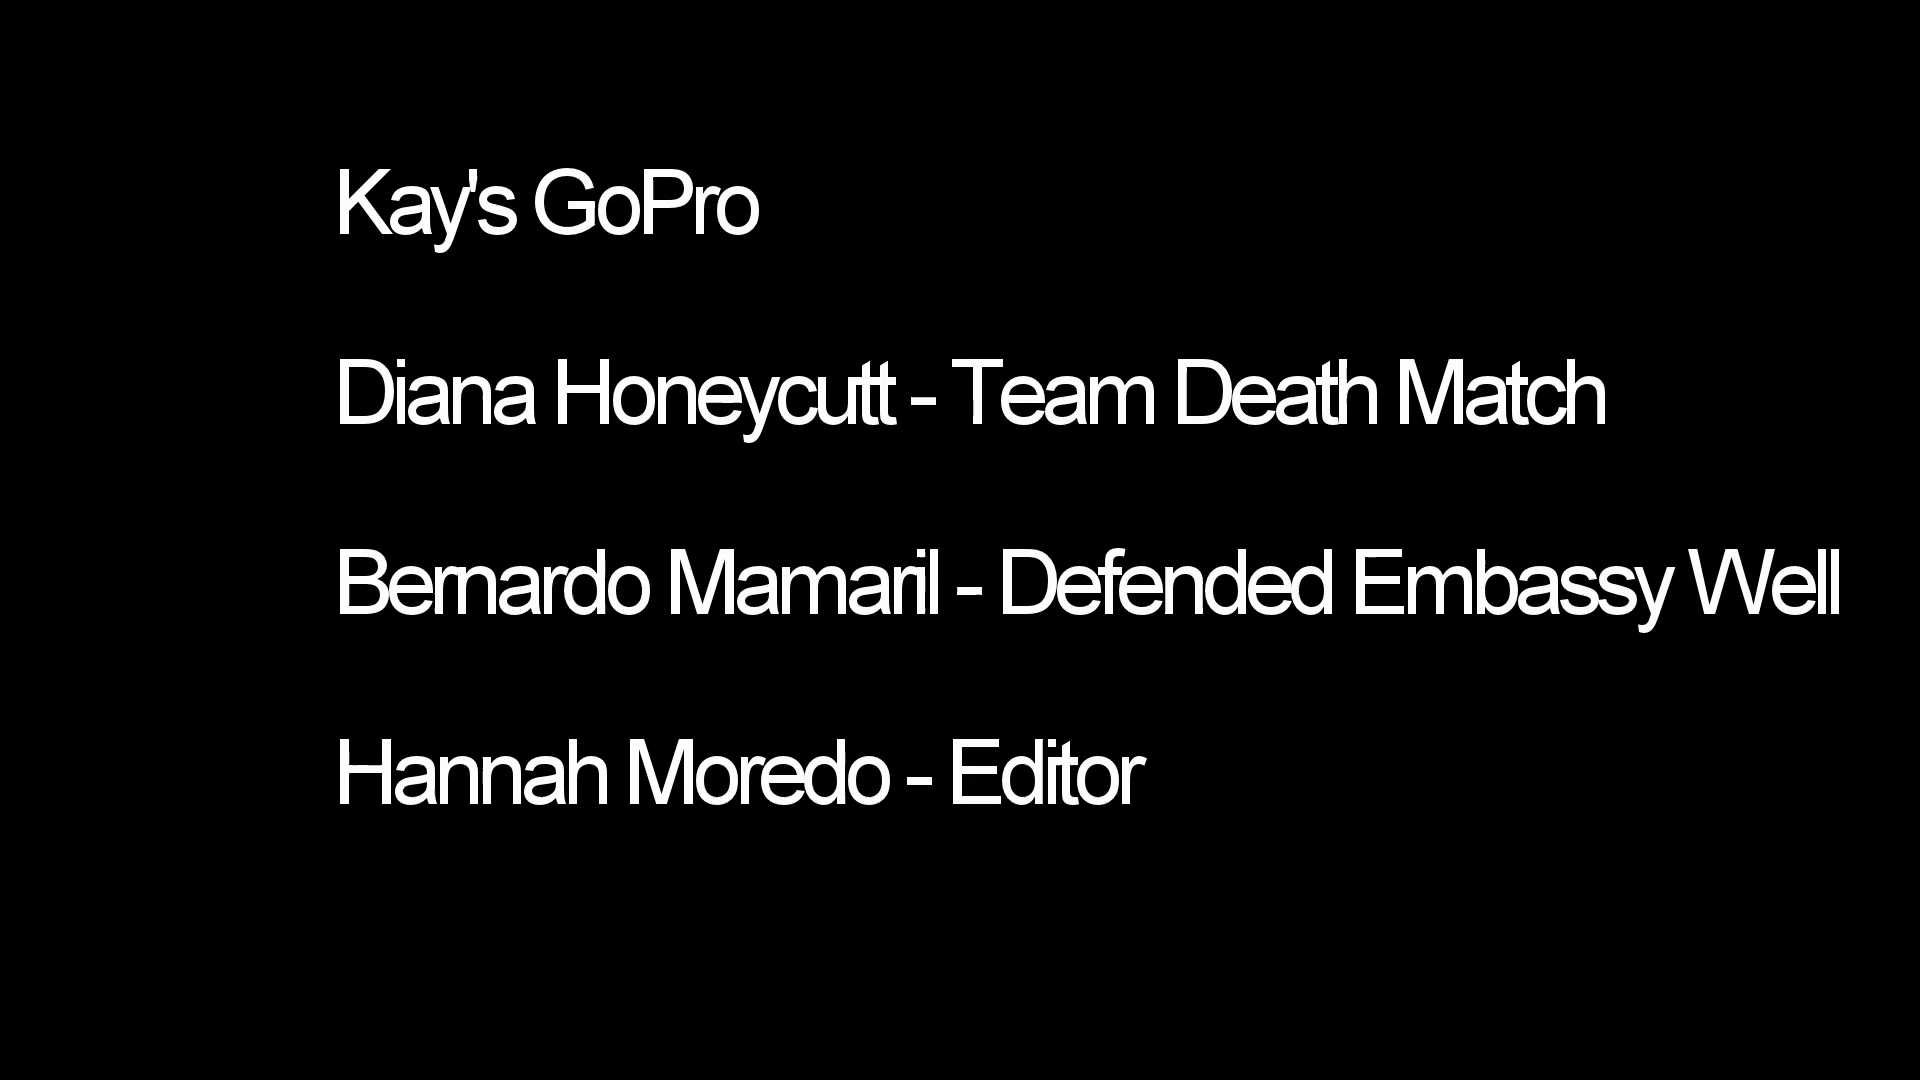 Kay's GoPro
Diana Honeycutt - Team Death Match
Bernardo Mamaril - Defended Embassy Well
Hannah Moredo - Editor